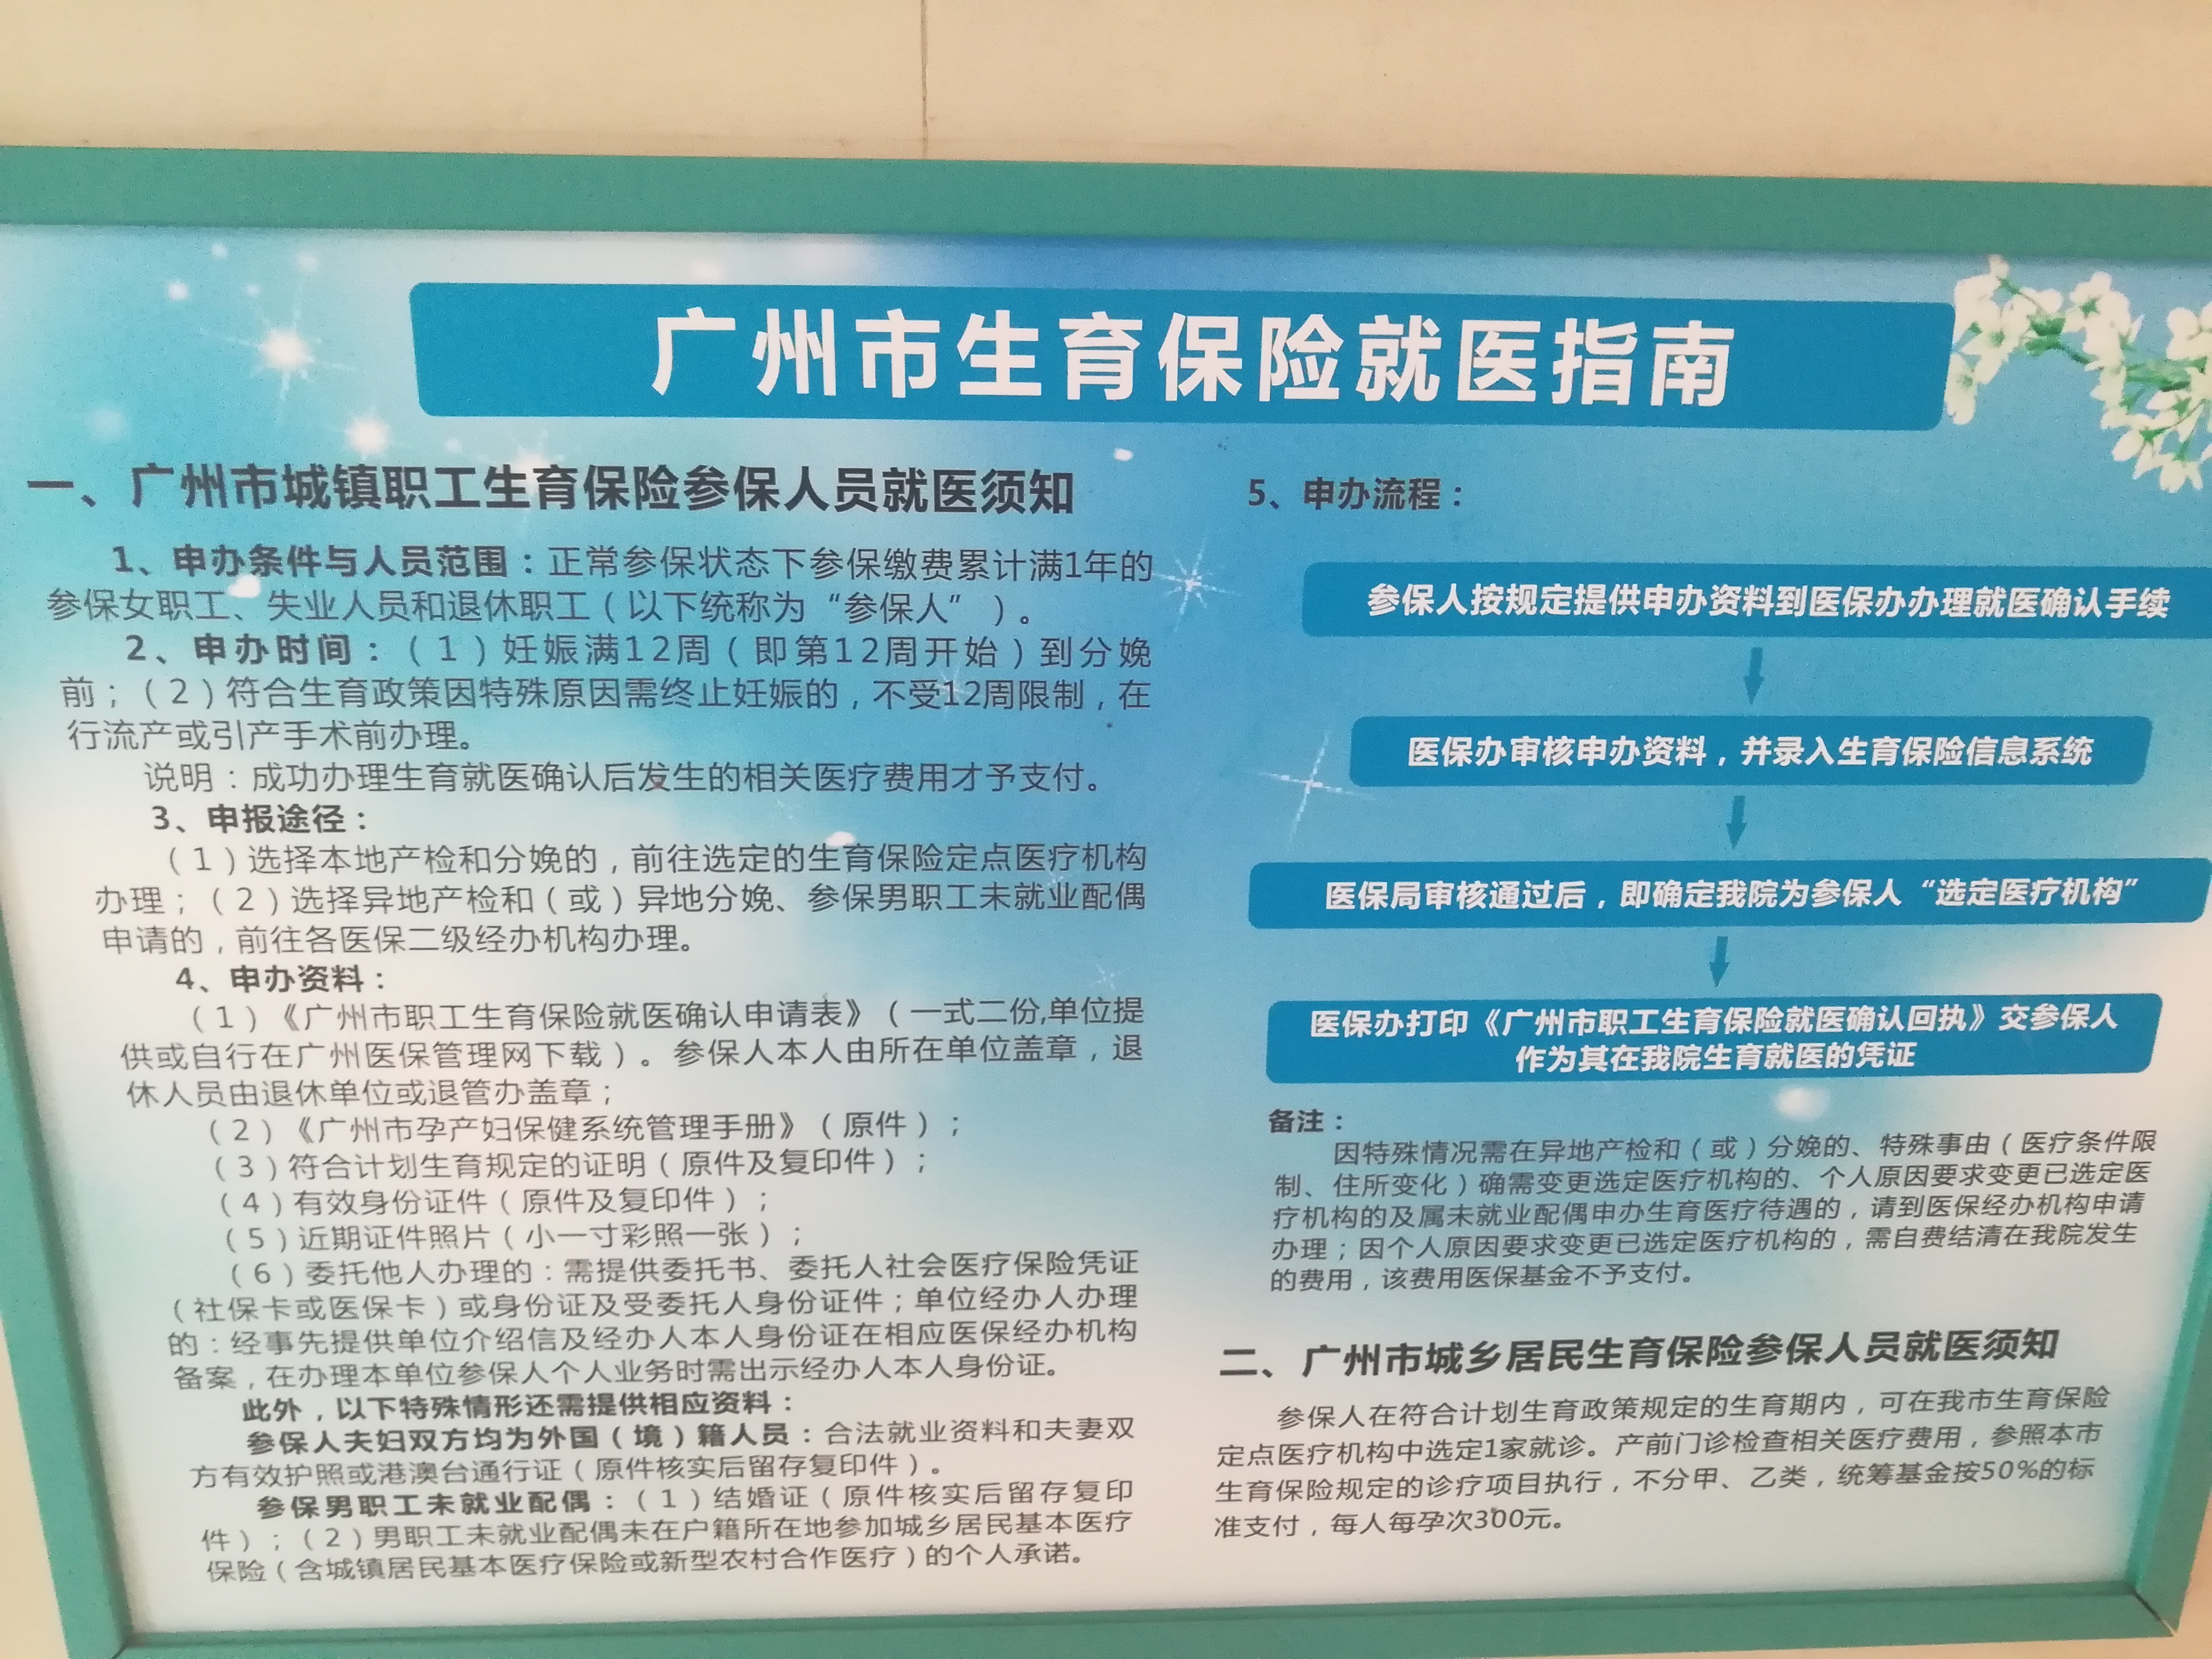 广州市生育保险就医指南
一、广州市城镇职工生育保险参保人员就医须知
1、申办条件与人员范围：正常参保状态下参保缴费累计满1年的
参保女职工、失业人员和退休职工（以下统称为“参保人”）。
2、申办时间：（1）妊娠满12周（即第12周开始）到分娩
前；（2）符合生育政策因特殊原因需终止妊娠的，不受12周限制，在
行流产或引产手术前办理。
说明：成功办理生育就医确认后发生的相关医疗费用才予支付。
3、申报途径：
（1）选择本地产检和分娩的，前往选定的生育保险定点医疗机构
办理；（2）选择异地产检和（或）异地分娩、参保男职工未就业配偶
申请的，前往各医保二级经办机构办理。
4、申办资料：
（1）《广州市职工生育保险就医确认申请表》（一式二份,单位提
供或自行在广州医保管理网下载）。参保人本人由所在单位盖章，退
休人员由退休单位或退管办盖章；
（2）《广州市孕产妇保健系统管理手册》（原件）；
（3）符合计划生育规定的证明（原件及复印件）；
（4）有效身份证件（原件及复印件）；
（5）近期证件照片（小一寸彩照一张）；
（6）委托他人办理的：需提供委托书、委托人社会医疗保险凭证
（社保卡或医保卡）或身份证及受委托人身份证件；单位经办人办理
的：经事先提供单位介绍信及经办人本人身份证在相应医保经办机构
备案，在办理本单位参保人个人业务时需出示经办人本人身份证。
此外，以下特殊情形还需提供相应资料：
参保人夫妇双方均为外国（境）籍人员：合法就业资料和夫妻双
方有效护照或港澳台通行证（原件核实后留存复印件）。
参保男职工未就业配偶：（1）结婚证（原件核实后留存复印
件）；（2）男职工未就业配偶未在户籍所在地参加城乡居民基本医疗
保险（含城镇居民基本医疗保险或新型农村合作医疗）的个人承诺。
5、申办流程：
参保人按规定提供申办资料到医保办办理就医确认手续
医保办审核申办资料，并录入生育保险信息系统
医保局审核通过后，即确定我院为参保人“选定医疗机构”
医保办打印《广州市职工生育保险就医确认回执》交参保人
作为其在我院生育就医的凭证
备注：
因特殊情况需在异地产检和（或）分娩的、特殊事由（医疗条件限
制、住所变化）确需变更选定医疗机构的、个人原因要求变更已选定医
疗机构的及属未就业配偶申办生育医疗待遇的，请到医保经办机构申请
办理；因个人原因要求变更已选定医疗机构的，需自费结清在我院发生
的费用，该费用医保基金不予支付。
二、广州市城乡居民生育保险参保人员就医须知
参保人在符合计划生育政策规定的生育期内，可在我市生育保险
定点医疗机构中选定1家就诊。产前门诊检查相关医疗费用，参照本市
生育保险规定的诊疗项目执行，不分甲、乙类，统筹基金按50%的标
准支付，每人每孕次300元。